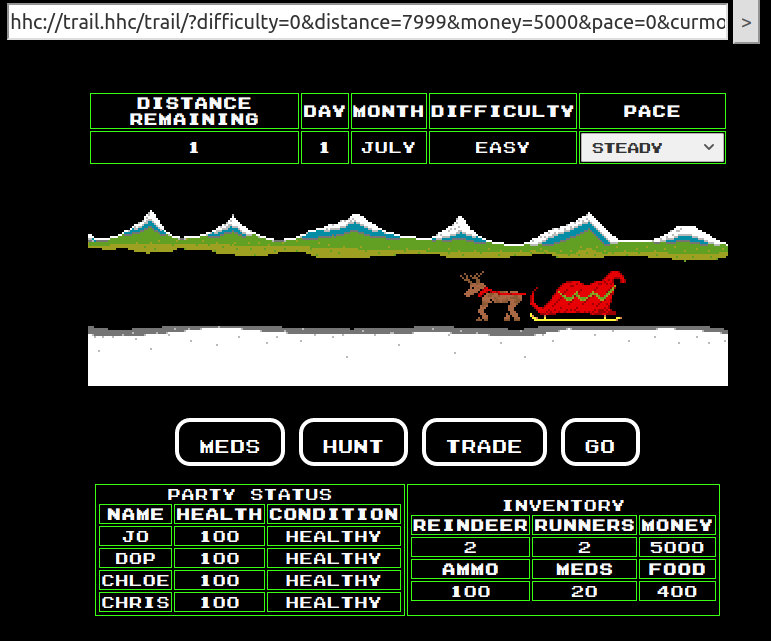 hhc://trail.hhc/trail/?difficulty=0&distance=7999&money=5000&pace=0&curmo
>
DISTANCE REMAINING DAY MONTH DIFFICULTY PACE
1 1 JULY EASY STEADY
MEDS HUNT TRADE GO
PARTY STATUS
NAME HEALTH CONDITION
JO 100 HEALTHY
DOP 100 HEALTHY
CHLOE 100 HEALTHY
CHRIS 100 HEALTHY
INVENTORY
REINDEER RUNNERS MONEY
2 2 5000
AMMO MEDS FOOD
100 20 400